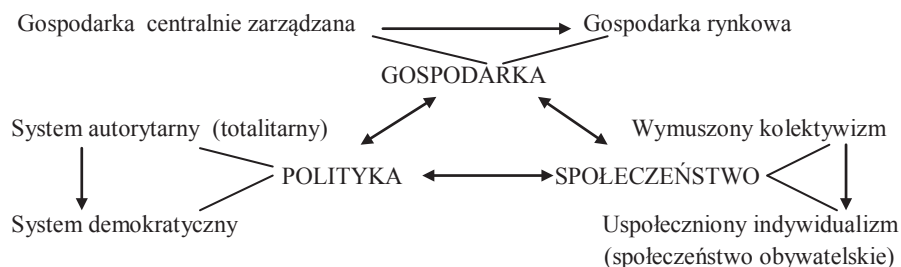 Gospodarka centralnie zarządzana
Gospodarka rynkowa
GOSPODARKA
System autorytarny (totalitarny)
Wymuszony kolektywizm
POLITYKA
SPOŁECZEŃSTWO
System demokratyczny
Uspołeczniony indywidualizm
(społeczeństwo obywatelskie)